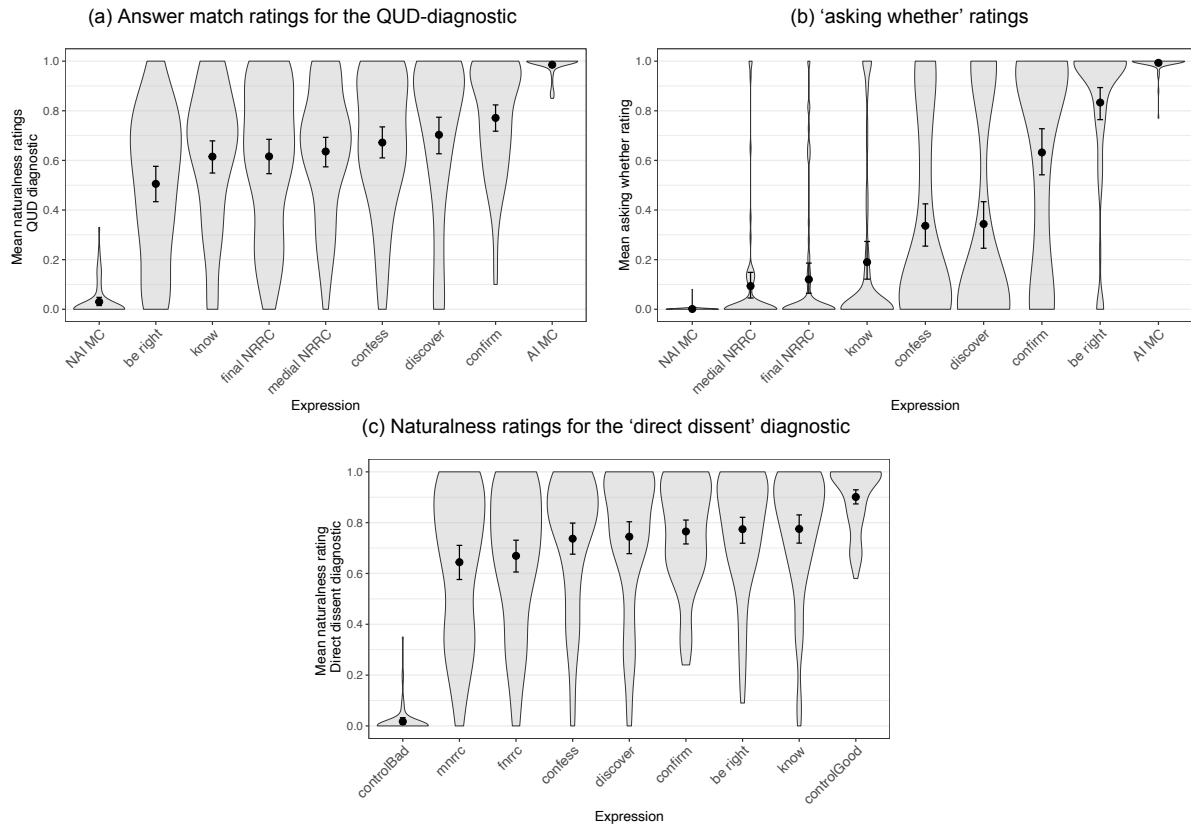 (a) Answer match ratings for the QUD-diagnostic
Mean naturalness ratings
QUD diagnostic
1.0
0.8
0.6
0.4
0.2
0.0
NAI MC
be right
know
final NRRC
medial NRRC
confess
discover
confirm
AI MC
Expression
(b) ‘asking whether’ ratings
Mean asking whether rating
1.0
0.8
0.6
0.4
0.2
0.0
NAI MC
medial NRRC
final NRRC
know
confess
discover
confirm
be right
AI MC
Expression
(c) Naturalness ratings for the ‘direct dissent’ diagnostic
Mean naturalness rating
Direct dissent diagnostic
1.0
0.8
0.6
0.4
0.2
0.0
controlBad
mnrrc
fnrrc
confess
discover
confirm
be right
know
controlGood
Expression